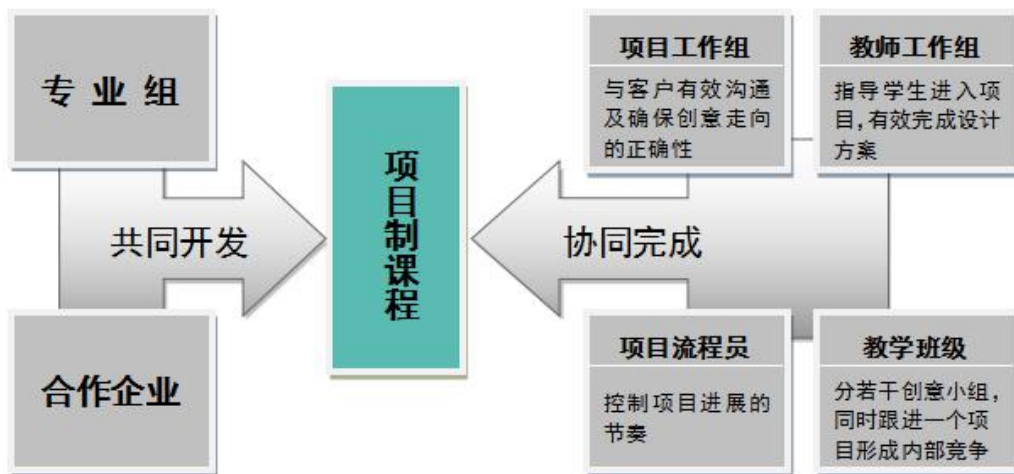 专业组
共同开发
合作企业
项目制课程
协同完成
项目工作组
与客户有效沟通
及确保创意走向
的正确性
教师工作组
指导学生进入项
目,有效完成设计
方案
项目流程员
控制项目进展的
节奏
教学班级
分若干创意小组,
同时跟进一个项
目形成内部竞争